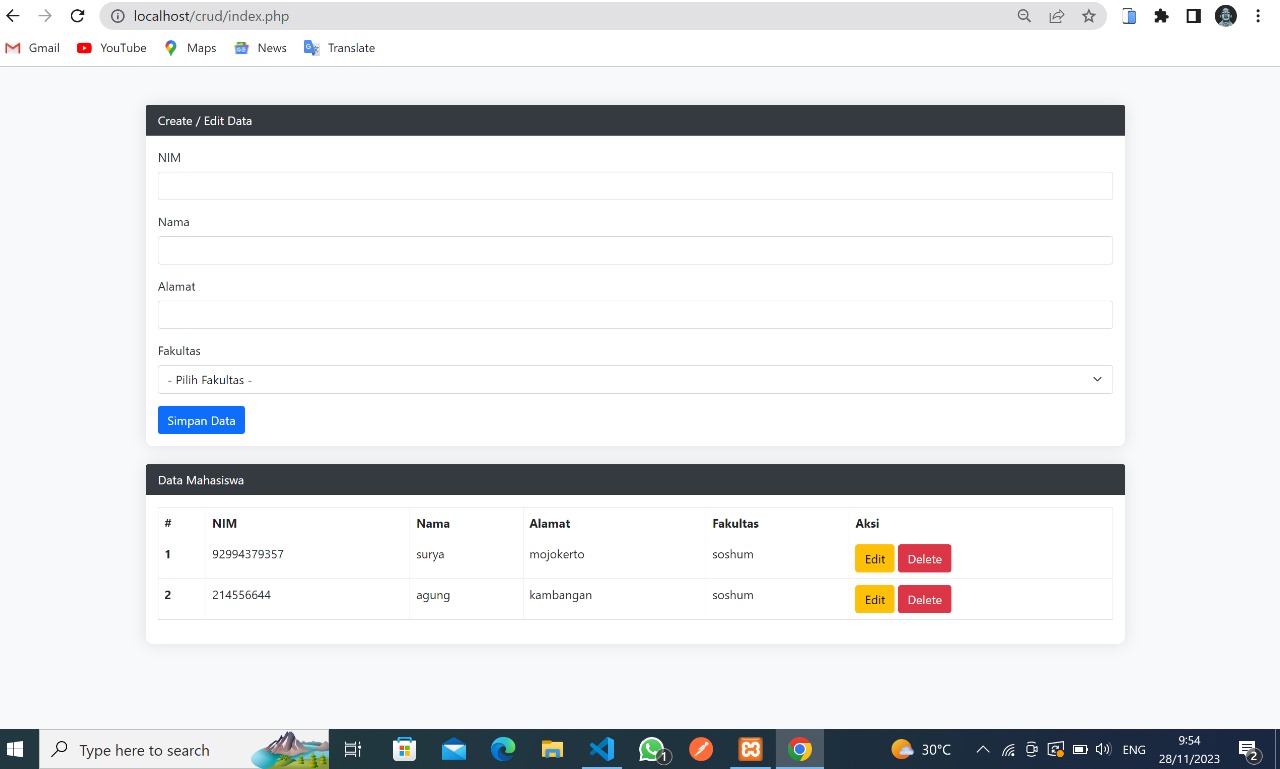 localhost/crud/index.php
Gmail YouTube Maps News Translate
Create / Edit Data
NIM
Nama
Alamat
Fakultas
- Pilih Fakultas -
Simpan Data
Data Mahasiswa
# NIM Nama Alamat Fakultas Aksi
1 92994379357 surya mojokerto soshum Edit Delete
2 214556644 agung kambangan soshum Edit Delete
Type here to search 1 30°C ENG 9:54
28/11/2023 2